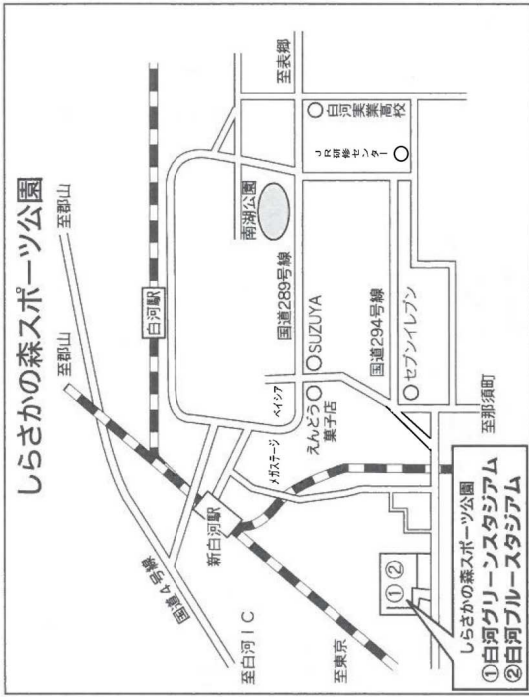 しらさかの森スポーツ公園
至郡山
至郡山
白河駅
至表郷
南湖公園
白河実業高校
JR研修センター
国道289号線
SUZUYA
国道294号線
セブンイレブン
ベイシア
メガステージ
えんどう
菓子店
新白河駅
国道4号線
至白河IC
至東京
至那須町
①②
しらさかの森スポーツ公園
①白河グリーンスタジアム
②白河ブルースタジアム